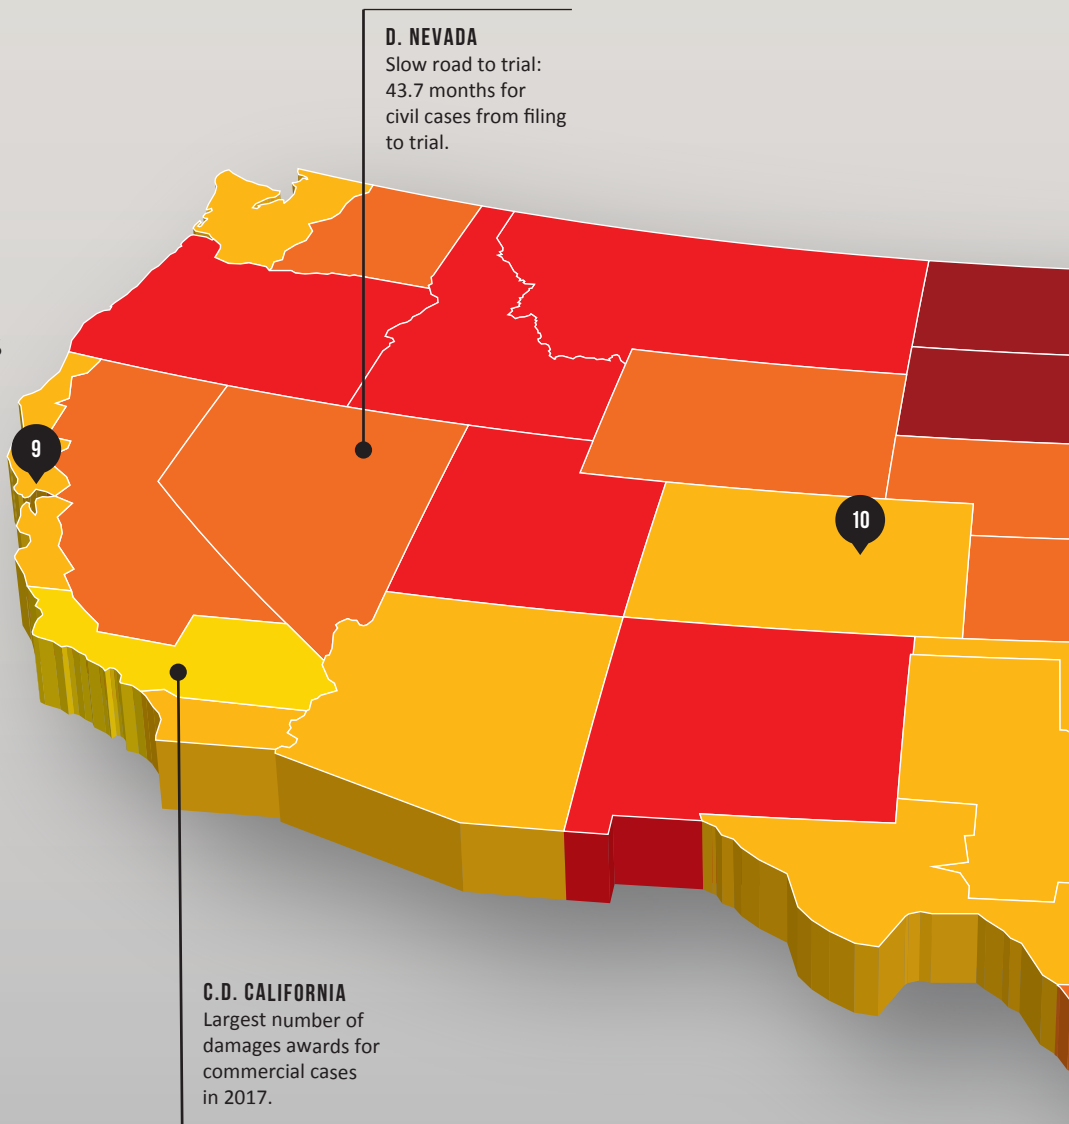 D. NEVADA
Slow road to trial:
43.7 months for
civil cases from filing
to trial.
9
10
C.D. CALIFORNIA
Largest number of
damages awards for
commercial cases
in 2017.